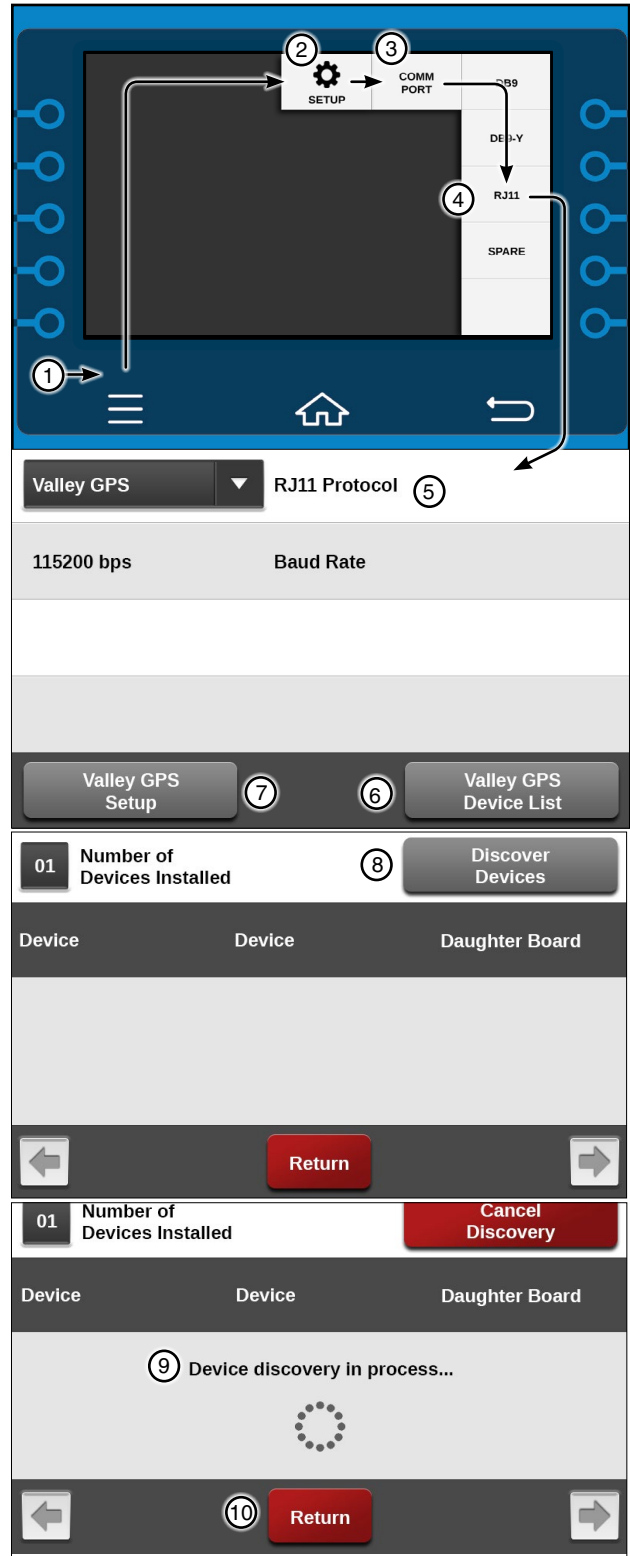 2
3
SETUP
COMM
PORT
DB9
DB9-Y
4
RJ11
SPARE
1
Valley GPS
RJ11 Protocol
5
115200 bps
Baud Rate
Valley GPS
Setup
7
6
Valley GPS
Device List
01
Number of
Devices Installed
8
Discover
Devices
Device
Device
Daughter Board
Return
01
Number of
Devices Installed
Cancel
Discovery
Device
Device
Daughter Board
9
Device discovery in process...
10
Return